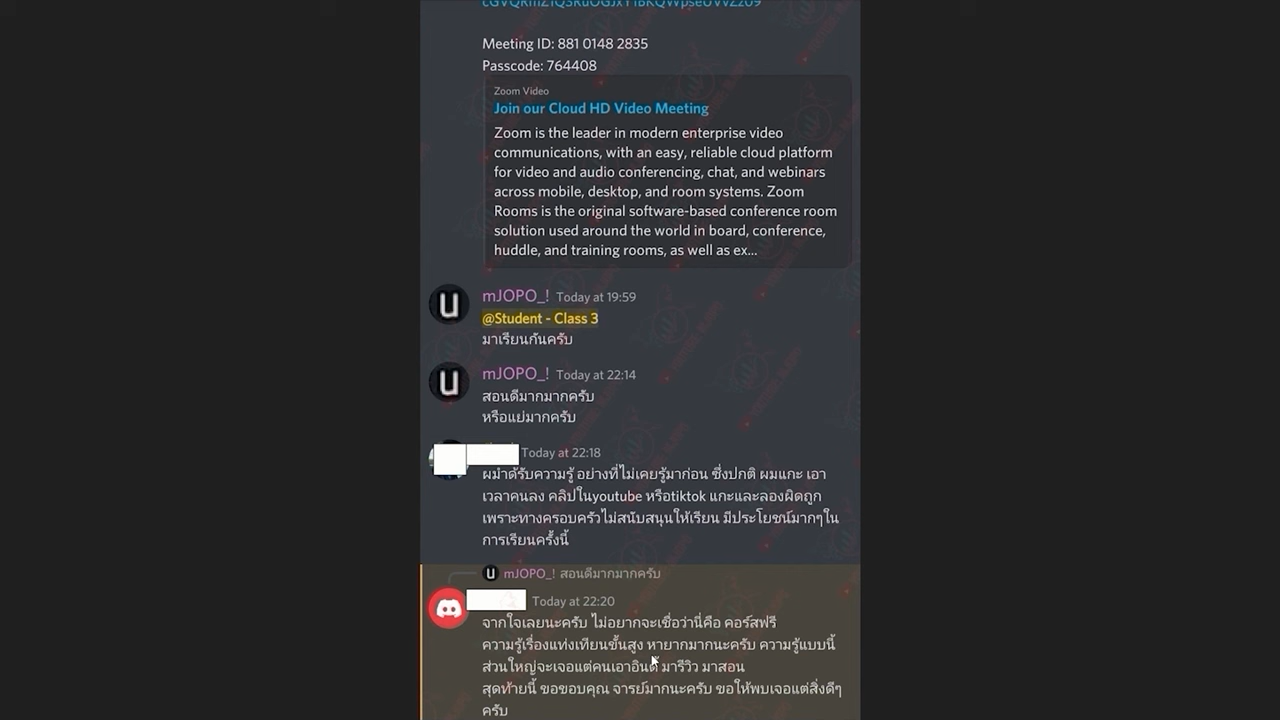 Meeting ID: 881 0148 2835
Passcode: 764408
Zoom Video
Join our Cloud HD Video Meeting
Zoom is the leader in modern enterprise video
communications, with an easy, reliable cloud platform
for video and audio conferencing, chat, and webinars
across mobile, desktop, and room systems. Zoom
Rooms is the original software-based conference room
solution used around the world in board, conference,
huddle, and training rooms, as well as ex...
mJOPO_! Today at 19:59
@Student - Class 3
มาเรียนกันครับ
mJOPO_! Today at 22:14
สอนดีมากมากครับ
หรือแย่มากครับ
Today at 22:18
ผมำด้รับความรู้ อย่างที่ไม่เคยรู้มาก่อน ซึ่งปกติ ผมแกะ เอา
เวลาคนลง คลิปในyoutube หรือtiktok แกะและลองผิดถูก
เพราะทางครอบครัวไม่สนับสนุนให้เรียน มีประโยชน์มากๆใน
การเรียนครั้งนี้
mJOPO_! สอนดีมากมากครับ
Today at 22:20
จากใจเลยนะครับ ไม่อยากจะเชื่อว่านี่คือ คอร์สฟรี
ความรู้เรื่องแท่งเทียนขั้นสูง หายากมากนะครับ ความรู้แบบนี้
ส่วนใหญ่จะเจอแต่คนเอาอินดี้ มารีวิว มาสอน
สุดท้ายนี้ ขอขอบคุณ จารย์มากนะครับ ขอให้พบเจอแต่สิ่งดีๆ
ครับ